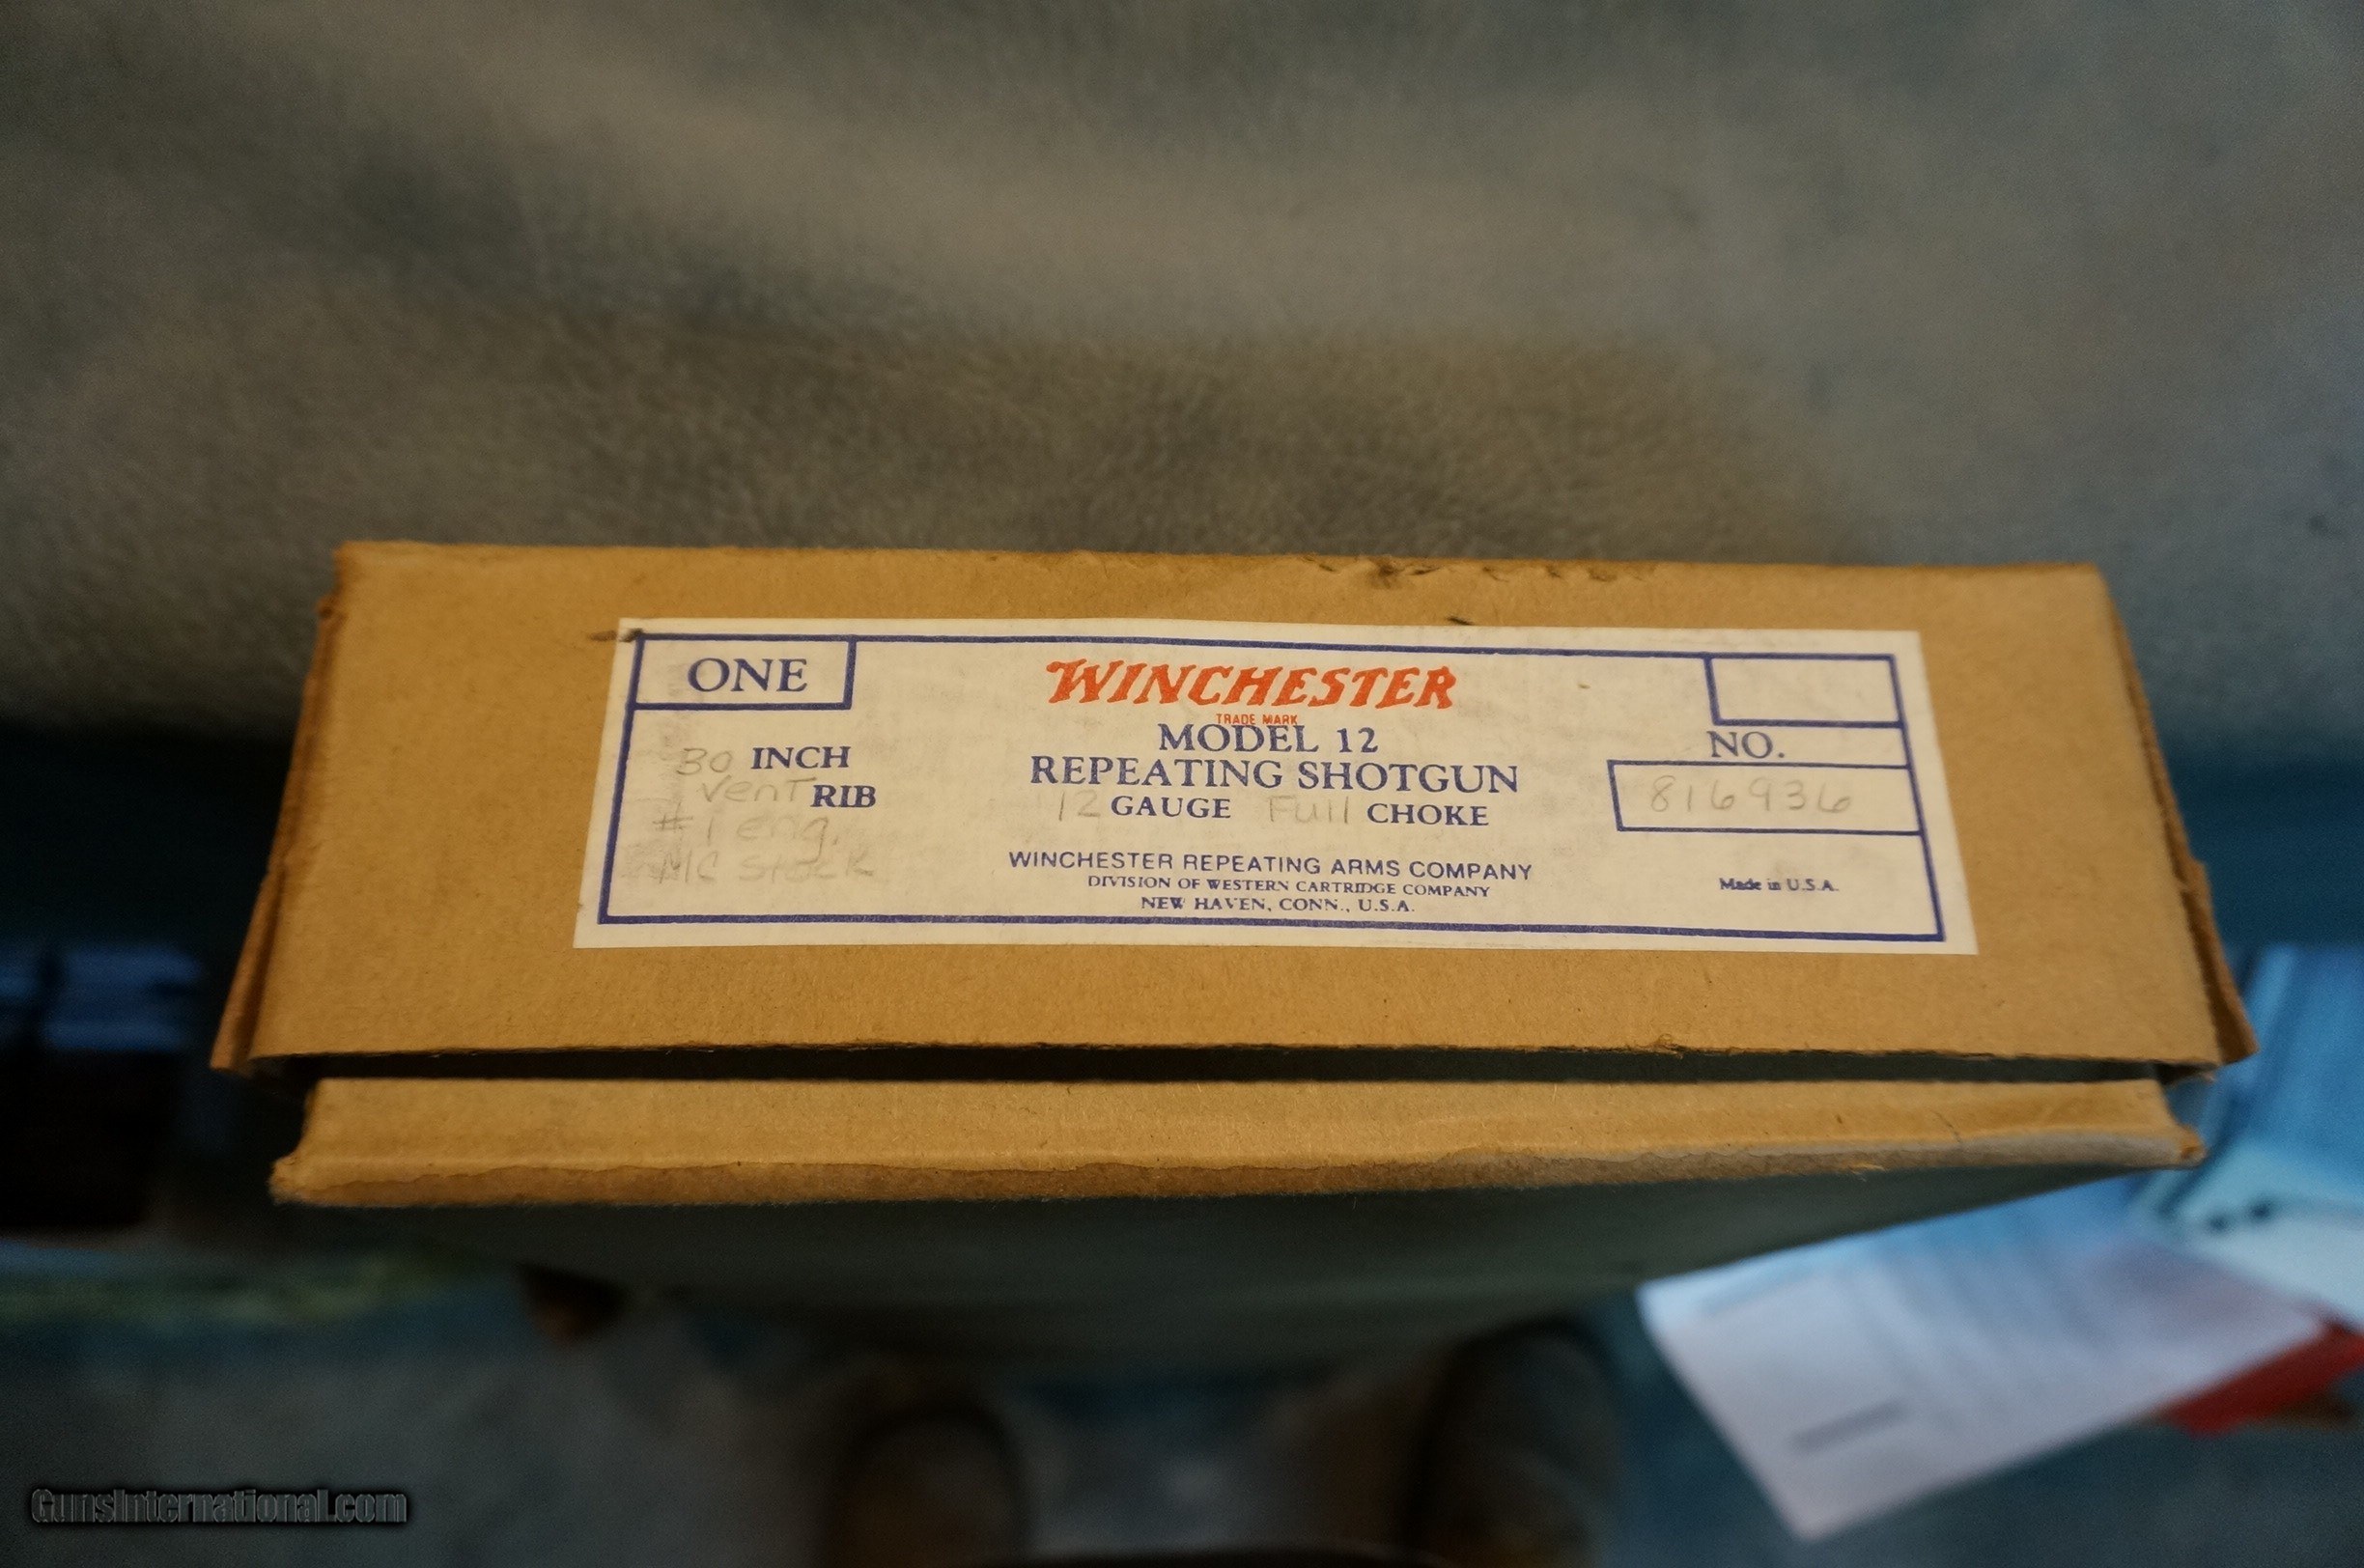 ONE
WINCHESTER
TRADE MARK
MODEL 12
REPEATING SHOTGUN
12 GAUGE Full CHOKE
30 INCH
Vent RIB
#1 eng.
MC Stock
NO.
816936
WINCHESTER REPEATING ARMS COMPANY
DIVISION OF WESTERN CARTRIDGE COMPANY
NEW HAVEN, CONN., U.S.A.
Made in U.S.A.
GunsInternational.com